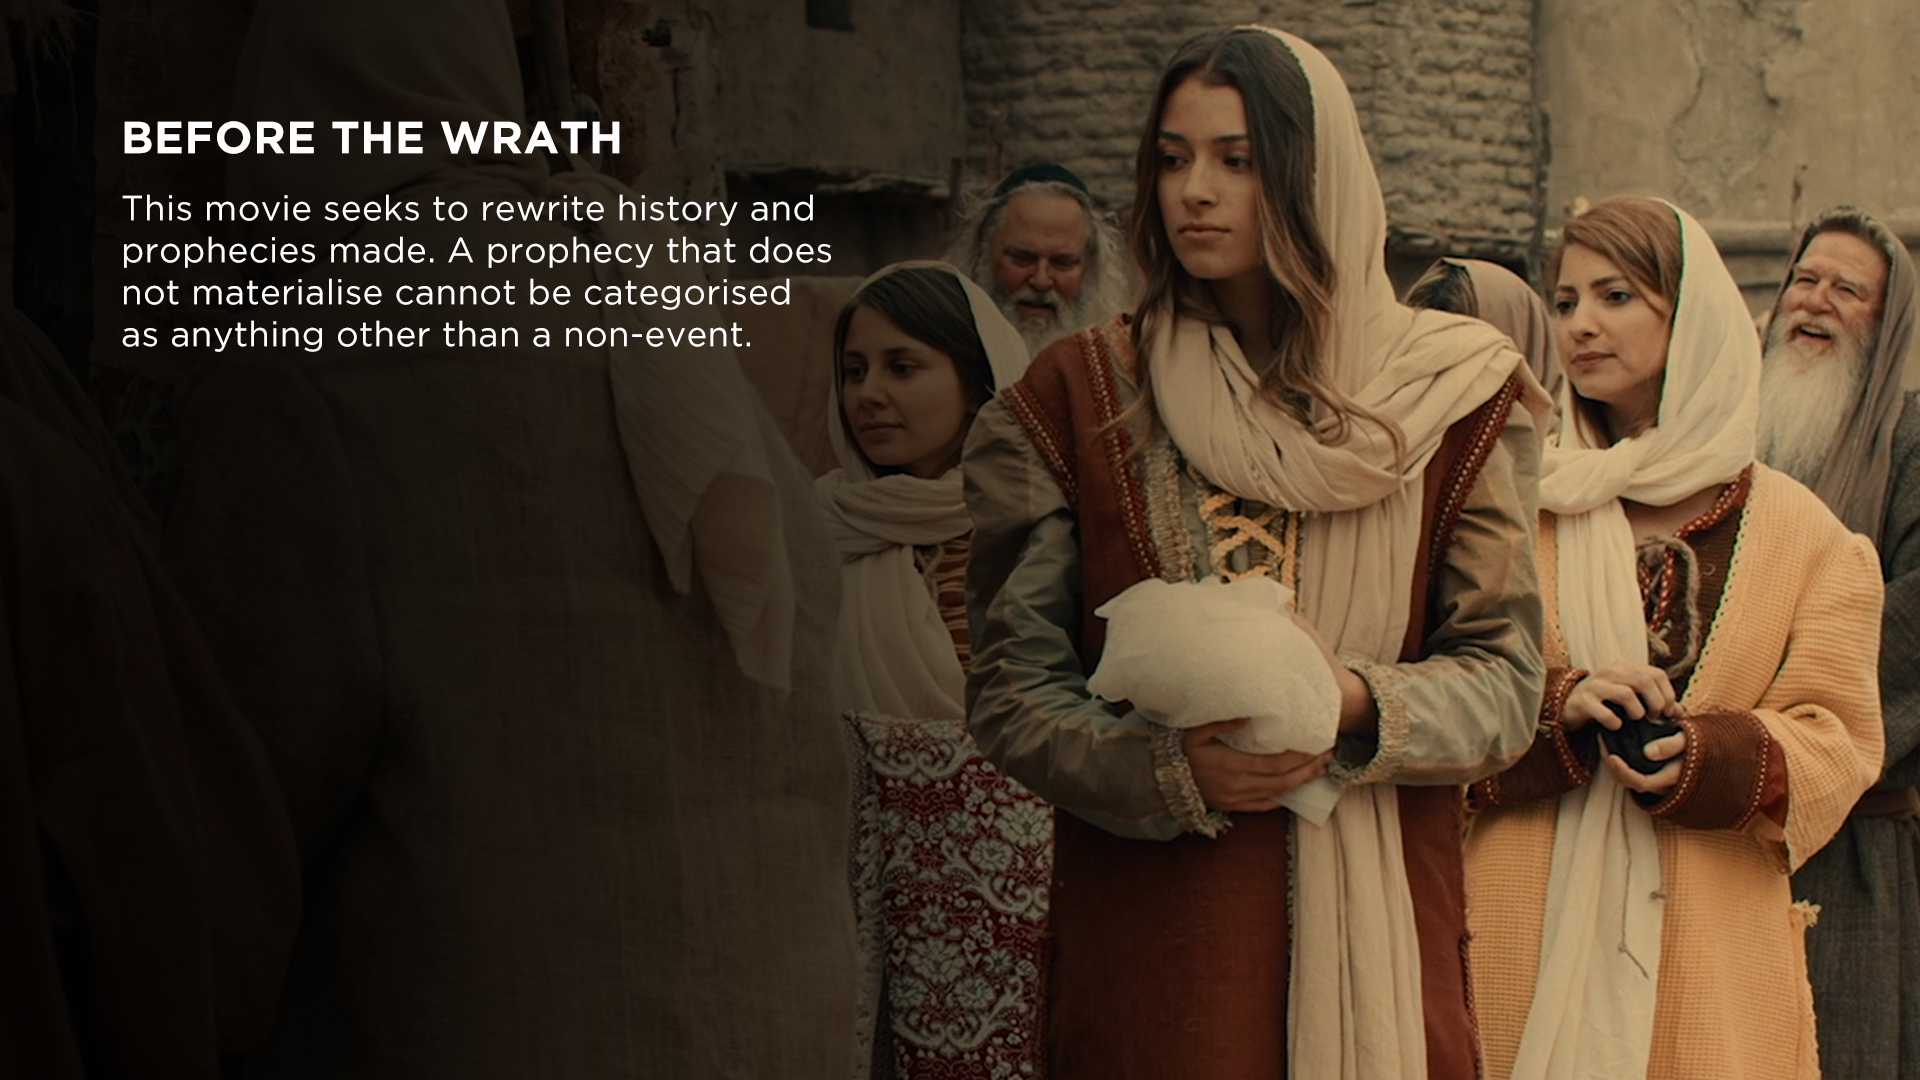 BEFORE THE WRATH
This movie seeks to rewrite history and
prophecies made. A prophecy that does
not materialise cannot be categorised
as anything other than a non-event.